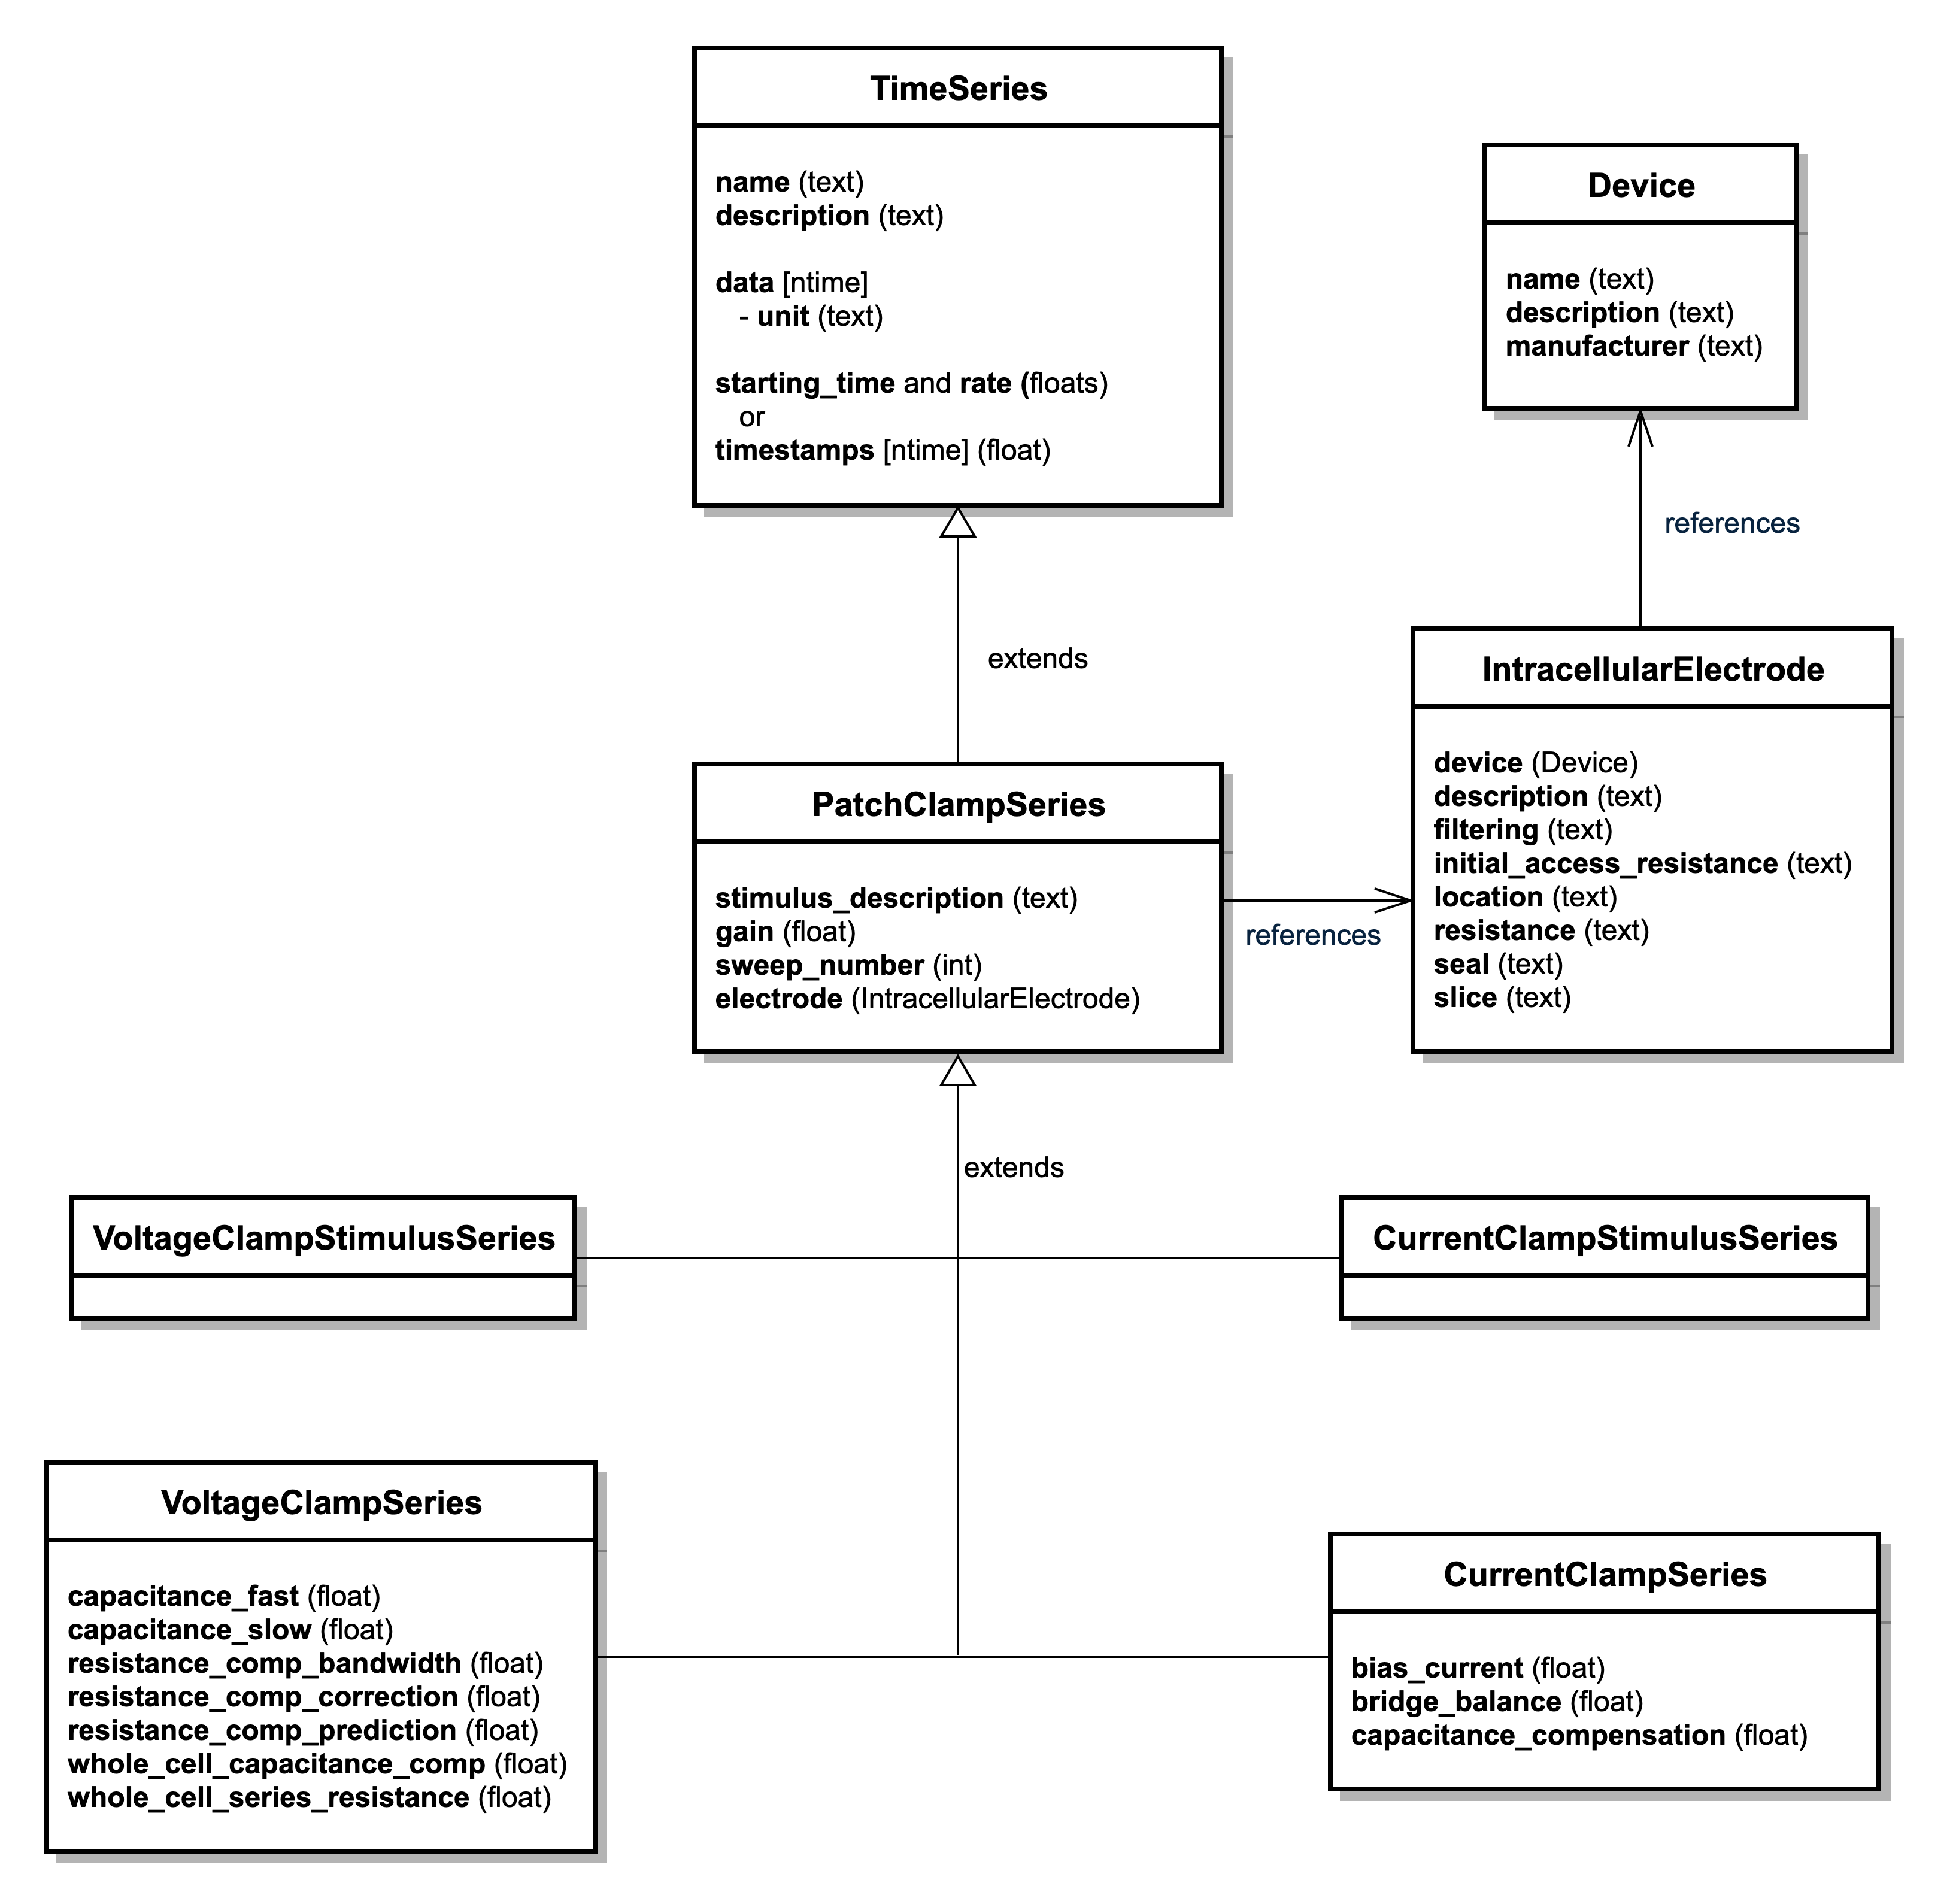 TimeSeries
name (text)
description (text)
data [ntime]
- unit (text)
starting_time and rate (floats)
or
timestamps [ntime] (float)
Device
name (text)
description (text)
manufacturer (text)
references
extends
IntracellularElectrode
device (Device)
description (text)
filtering (text)
initial_access_resistance (text)
location (text)
resistance (text)
seal (text)
slice (text)
PatchClampSeries
stimulus_description (text)
gain (float)
sweep_number (int)
electrode (IntracellularElectrode)
references
extends
VoltageClampStimulusSeries
CurrentClampStimulusSeries
VoltageClampSeries
capacitance_fast (float)
capacitance_slow (float)
resistance_comp_bandwidth (float)
resistance_comp_correction (float)
resistance_comp_prediction (float)
whole_cell_capacitance_comp (float)
whole_cell_series_resistance (float)
CurrentClampSeries
bias_current (float)
bridge_balance (float)
capacitance_compensation (float)